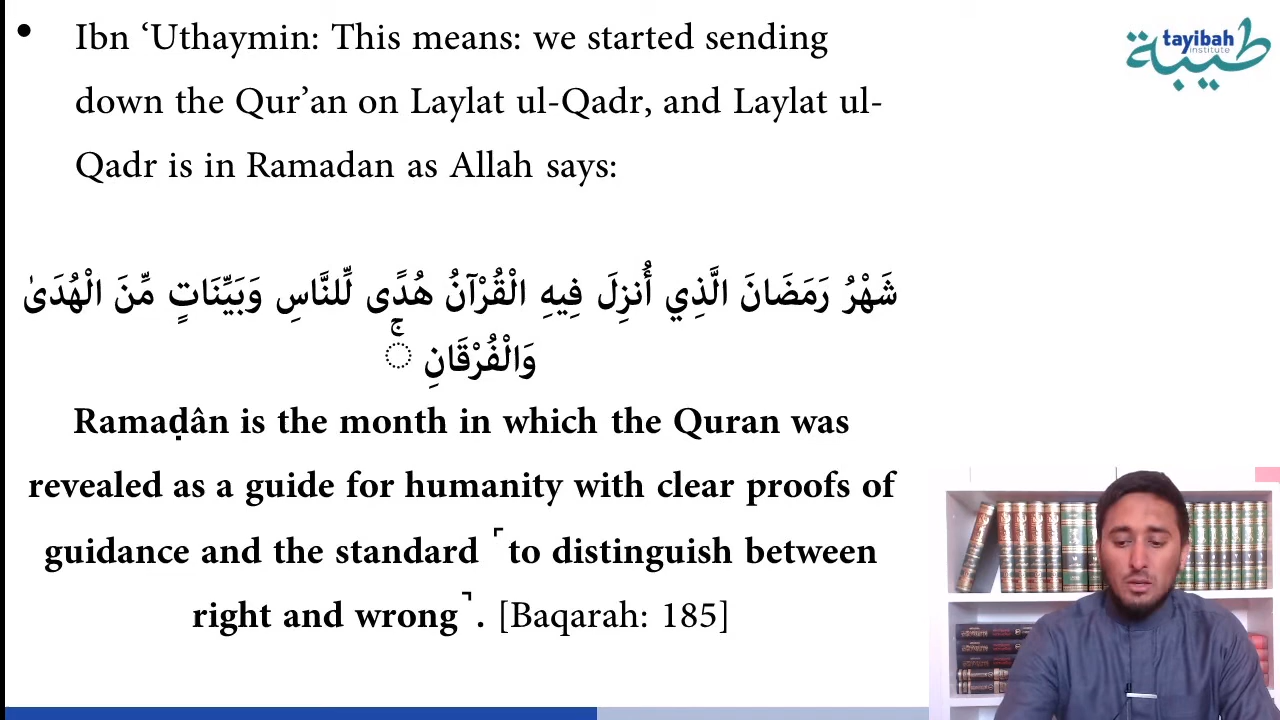 • Ibn ‘Uthaymin: This means: we started sending
down the Qur’an on Laylat ul-Qadr, and Laylat ul-
Qadr is in Ramadan as Allah says:
شَهْرُ رَمَضَانَ الَّذِي أُنزِلَ فِيهِ الْقُرْآنُ هُدًى لِّلنَّاسِ وَبَيِّنَاتٍ مِّنَ الْهُدَىٰ
وَالْفُرْقَانِ ۚ
Ramaḍân is the month in which the Quran was
revealed as a guide for humanity with clear proofs of
guidance and the standard ˹to distinguish between
right and wrong˺. [Baqarah: 185]
tayibah
institute
طيبة